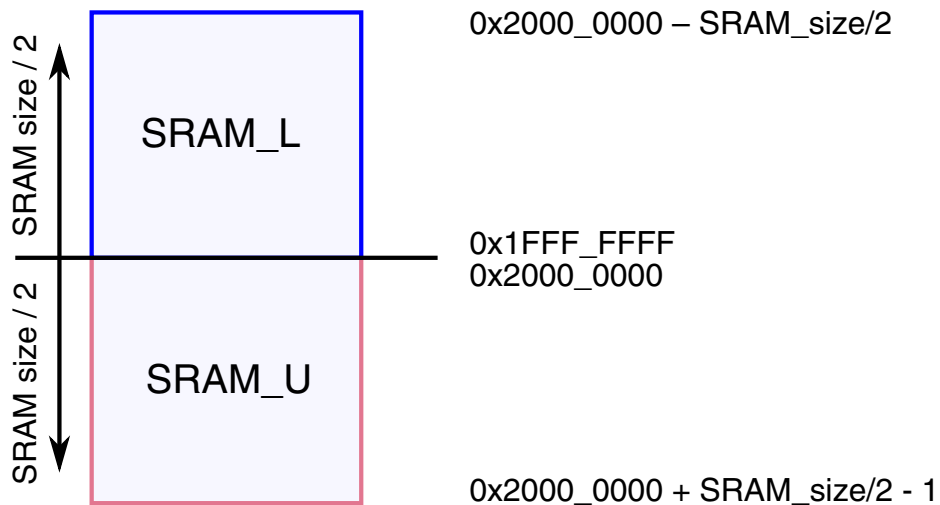 0x2000_0000 – SRAM_size/2
SRAM size / 2
SRAM_L
0x1FFF_FFFF
0x2000_0000
SRAM size / 2
SRAM_U
0x2000_0000 + SRAM_size/2 - 1